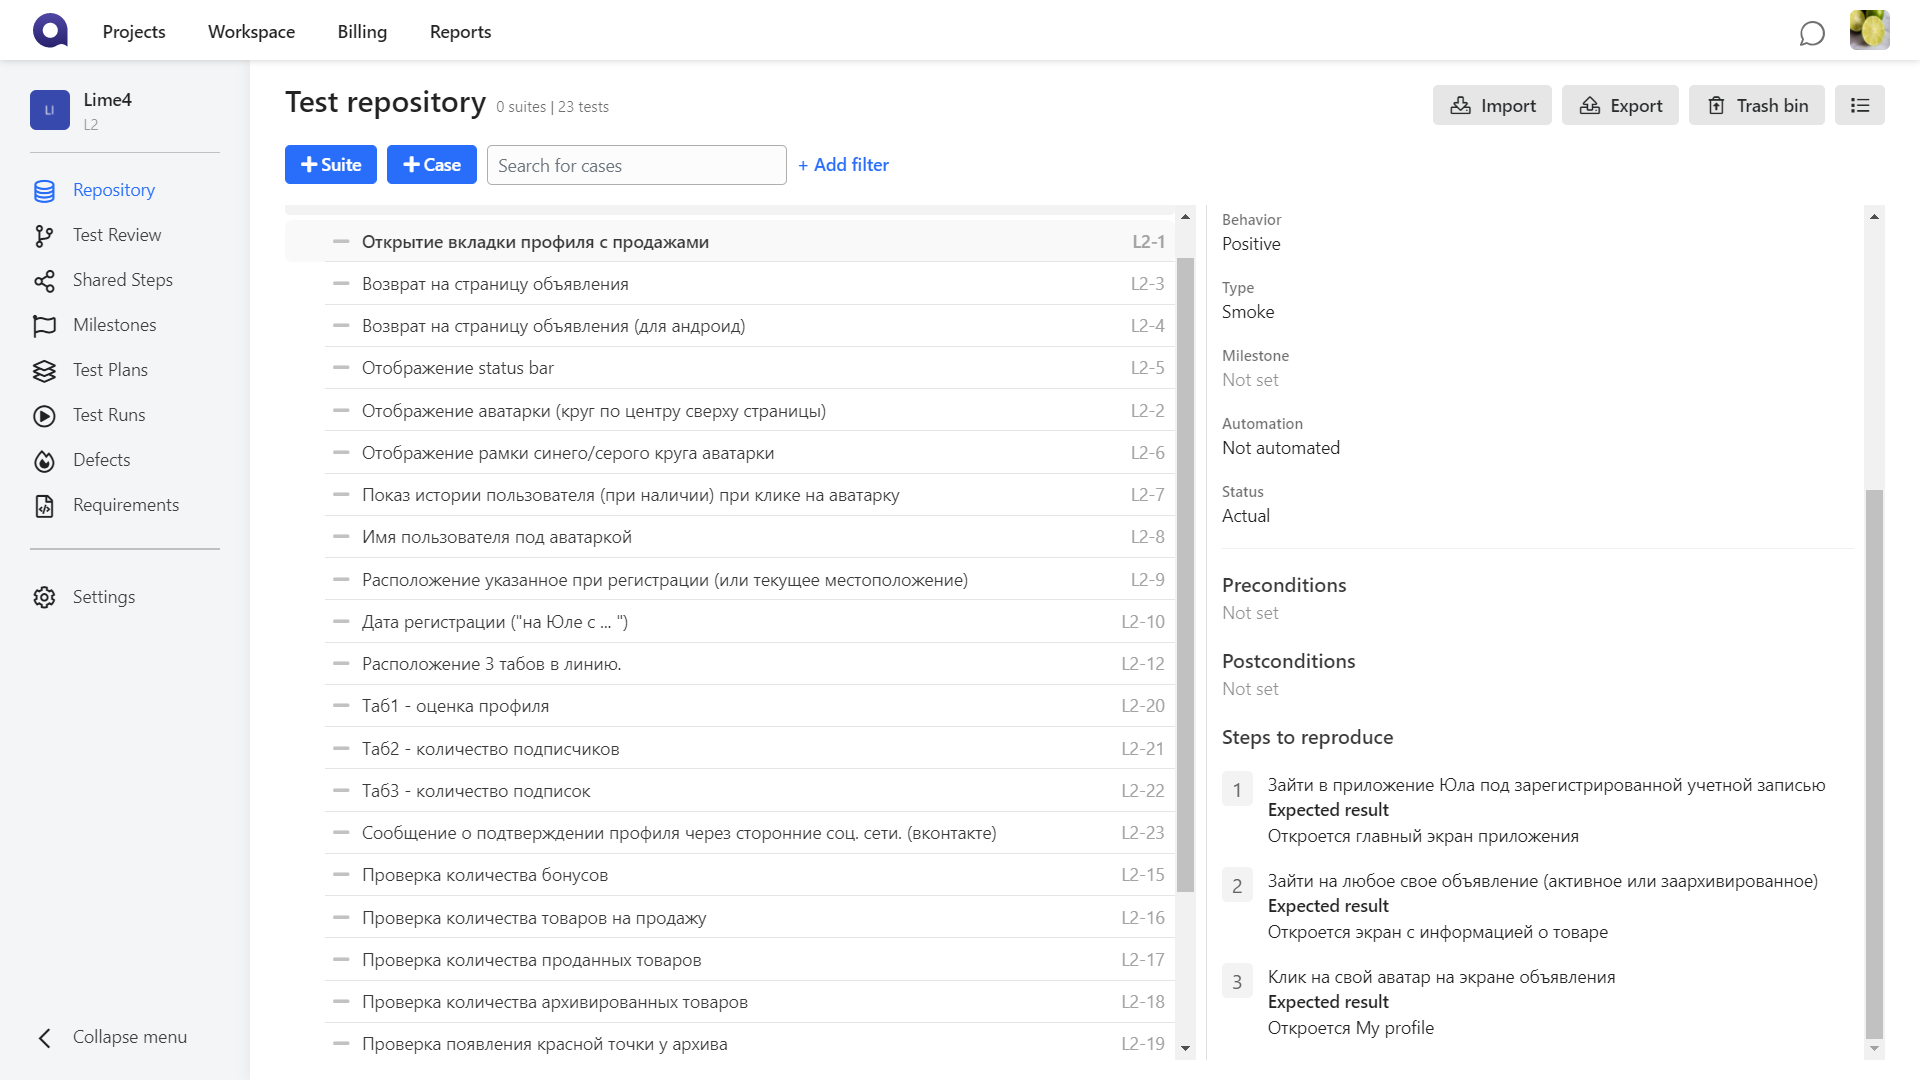 Projects
Workspace
Billing
Reports
LI
Lime4
L2
Repository
Test Review
Shared Steps
Milestones
Test Plans
Test Runs
Defects
Requirements
Settings
Collapse menu
Test repository
0 suites | 23 tests
Import
Export
Trash bin
+ Suite
+ Case
Search for cases
+ Add filter
Открытие вкладки профиля с продажами L2-1
Возврат на страницу объявления L2-3
Возврат на страницу объявления (для андроид) L2-4
Отображение status bar L2-5
Отображение аватарки (круг по центру сверху страницы) L2-2
Отображение рамки синего/серого круга аватарки L2-6
Показ истории пользователя (при наличии) при клике на аватарку L2-7
Имя пользователя под аватаркой L2-8
Расположение указанное при регистрации (или текущее местоположение) L2-9
Дата регистрации ("на Юле с ... ") L2-10
Расположение 3 табов в линию. L2-12
Таб1 - оценка профиля L2-20
Таб2 - количество подписчиков L2-21
Таб3 - количество подписок L2-22
Сообщение о подтверждении профиля через сторонние соц. сети. (вконтакте) L2-23
Проверка количества бонусов L2-15
Проверка количества товаров на продажу L2-16
Проверка количества проданных товаров L2-17
Проверка количества архивированных товаров L2-18
Проверка появления красной точки у архива L2-19
Behavior
Positive
Type
Smoke
Milestone
Not set
Automation
Not automated
Status
Actual
Preconditions
Not set
Postconditions
Not set
Steps to reproduce
1 Зайти в приложение Юла под зарегистрированной учетной записью
Expected result
Откроется главный экран приложения
2 Зайти на любое свое объявление (активное или заархивированное)
Expected result
Откроется экран с информацией о товаре
3 Клик на свой аватар на экране объявления
Expected result
Откроется My profile